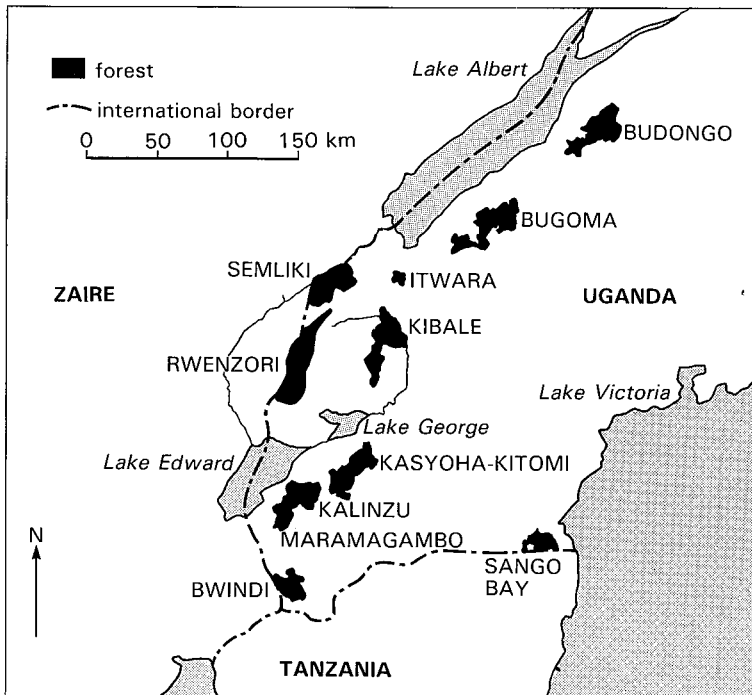 forest
international border
0 50 100 150 km
Lake Albert
BUDONGO
BUGOMA
SEMLIKI
ITWARA
ZAIRE
UGANDA
KIBALE
RWENZORI
Lake Victoria
Lake George
Lake Edward
KASYOHA-KITOMI
KALINZU
N
MARAMAGAMBO
SANGO
BAY
BWINDI
TANZANIA